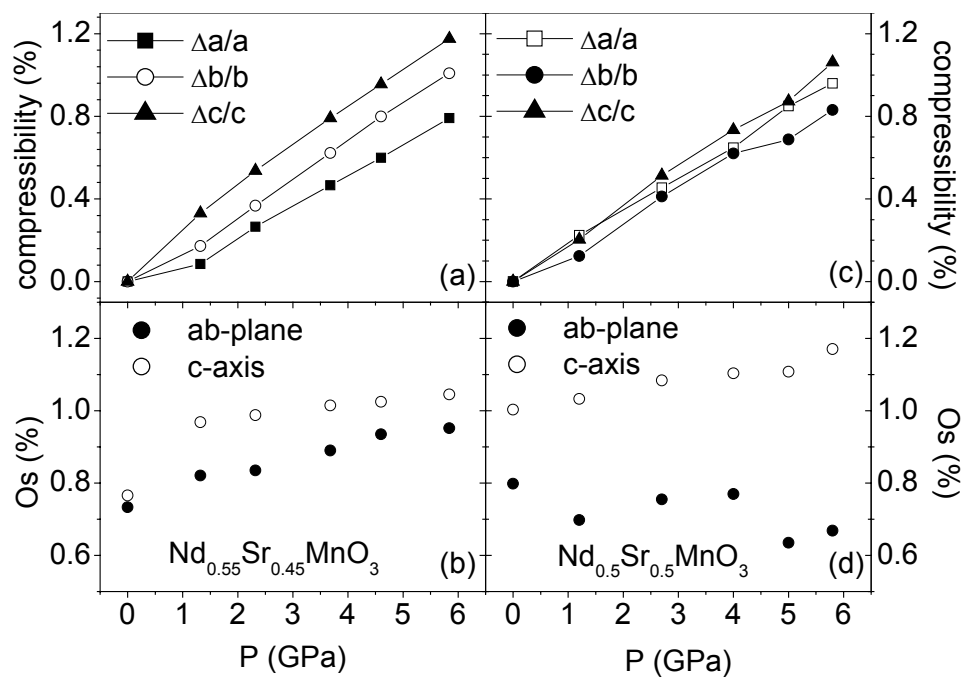 1.2
0.8
0.4
0.0
compressibility (%)
Δa/a
Δb/b
Δc/c
(a)
Δa/a
Δb/b
Δc/c
(c)
1.2
0.8
0.4
0.0
compressibility (%)
1.2
1.0
0.8
0.6
Os (%)
ab-plane
c-axis
Nd0.55Sr0.45MnO3
(b)
ab-plane
c-axis
Nd0.5Sr0.5MnO3
(d)
1.2
1.0
0.8
0.6
Os (%)
0 1 2 3 4 5 6
P (GPa)
0 1 2 3 4 5 6
P (GPa)